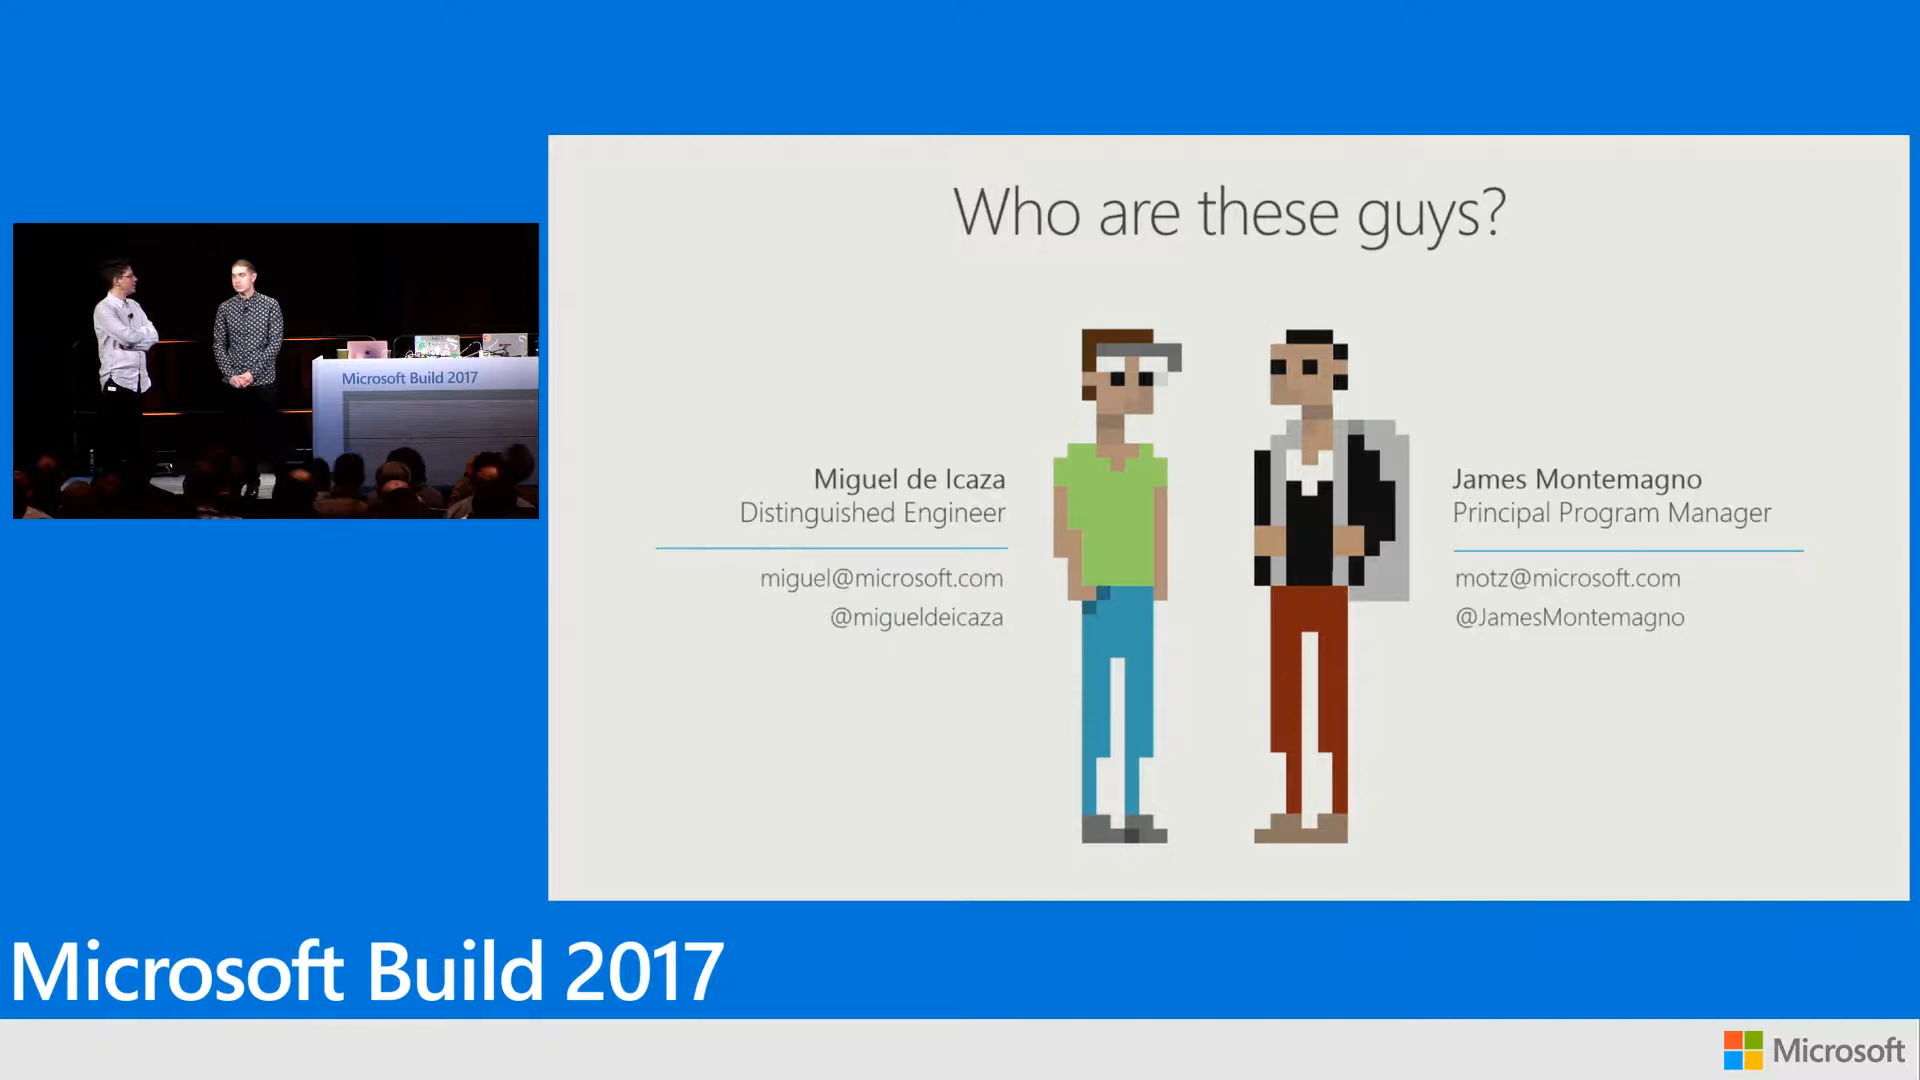 Who are these guys?
Microsoft Build 2017
Miguel de Icaza
Distinguished Engineer
miguel@microsoft.com
@migueldeicaza
James Montemagno
Principal Program Manager
motz@microsoft.com
@JamesMontemagno
Microsoft Build 2017
Microsoft